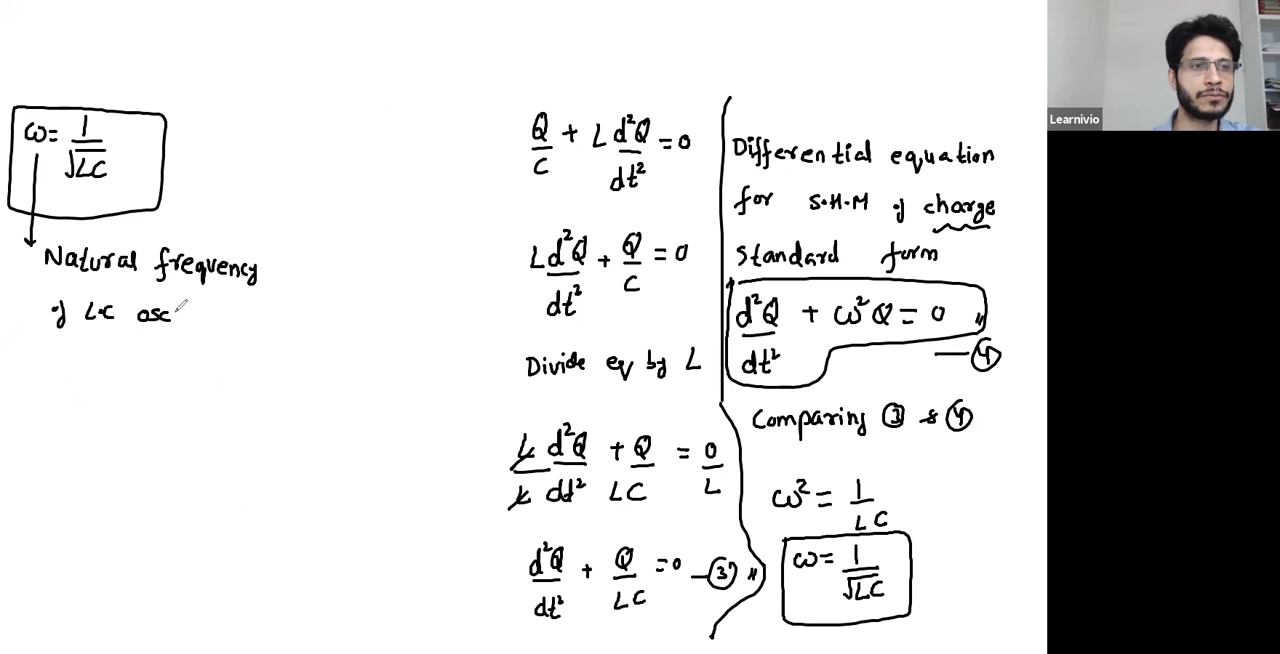 ω = 1/√LC
Natural frequency
of L.C osc
Q/C + L d²Q/dt² = 0
L d²Q/dt² + Q/C = 0
Divide eq by L
L/L d²Q/dt² + Q/LC = 0/L
d²Q/dt² + Q/LC = 0 — ③
Differential equation
for S.H.M of charge
Standard form
d²Q/dt² + ω²Q = 0
— ④
Comparing ③ & ④
ω² = 1/LC
ω = 1/√LC
Learnivio